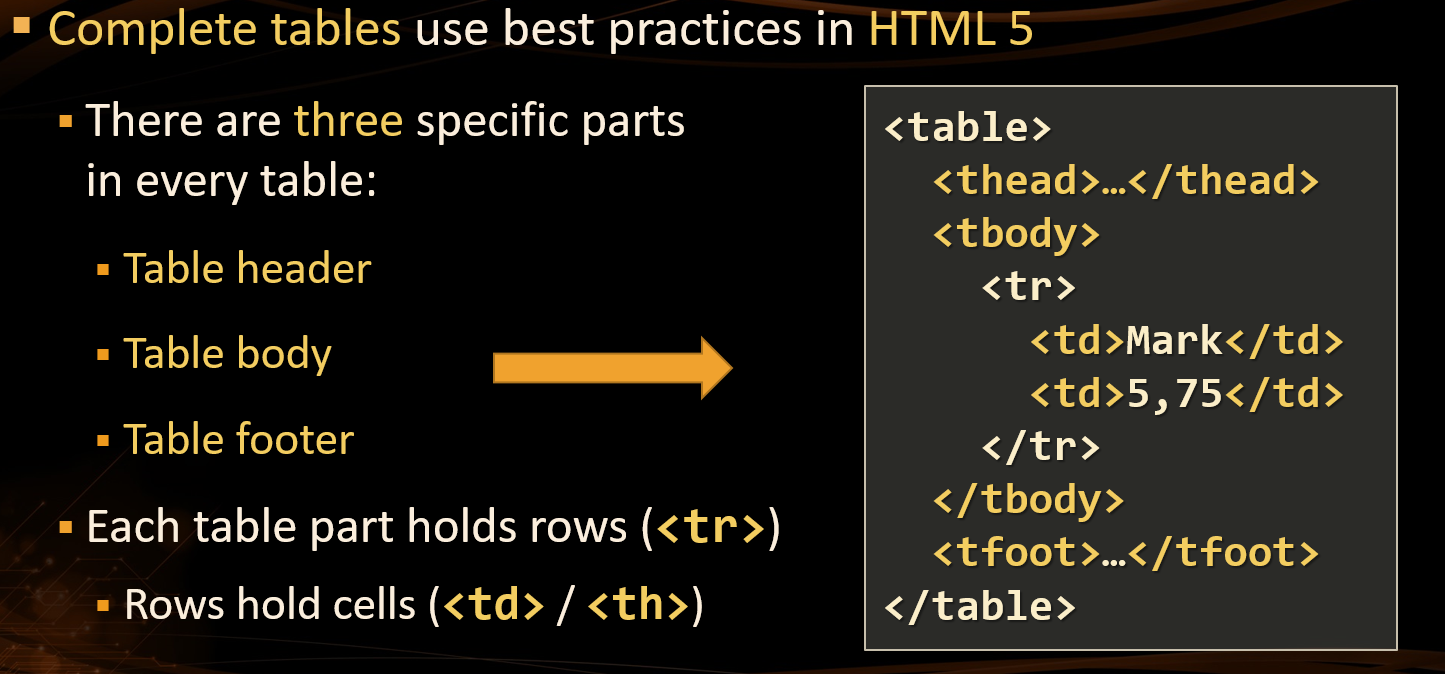 Complete tables use best practices in HTML 5
There are three specific parts
in every table:
Table header
Table body
Table footer
Each table part holds rows (<tr>)
Rows hold cells (<td> / <th>)
<table>
<thead>…</thead>
<tbody>
<tr>
<td>Mark</td>
<td>5,75</td>
</tr>
</tbody>
<tfoot>…</tfoot>
</table>